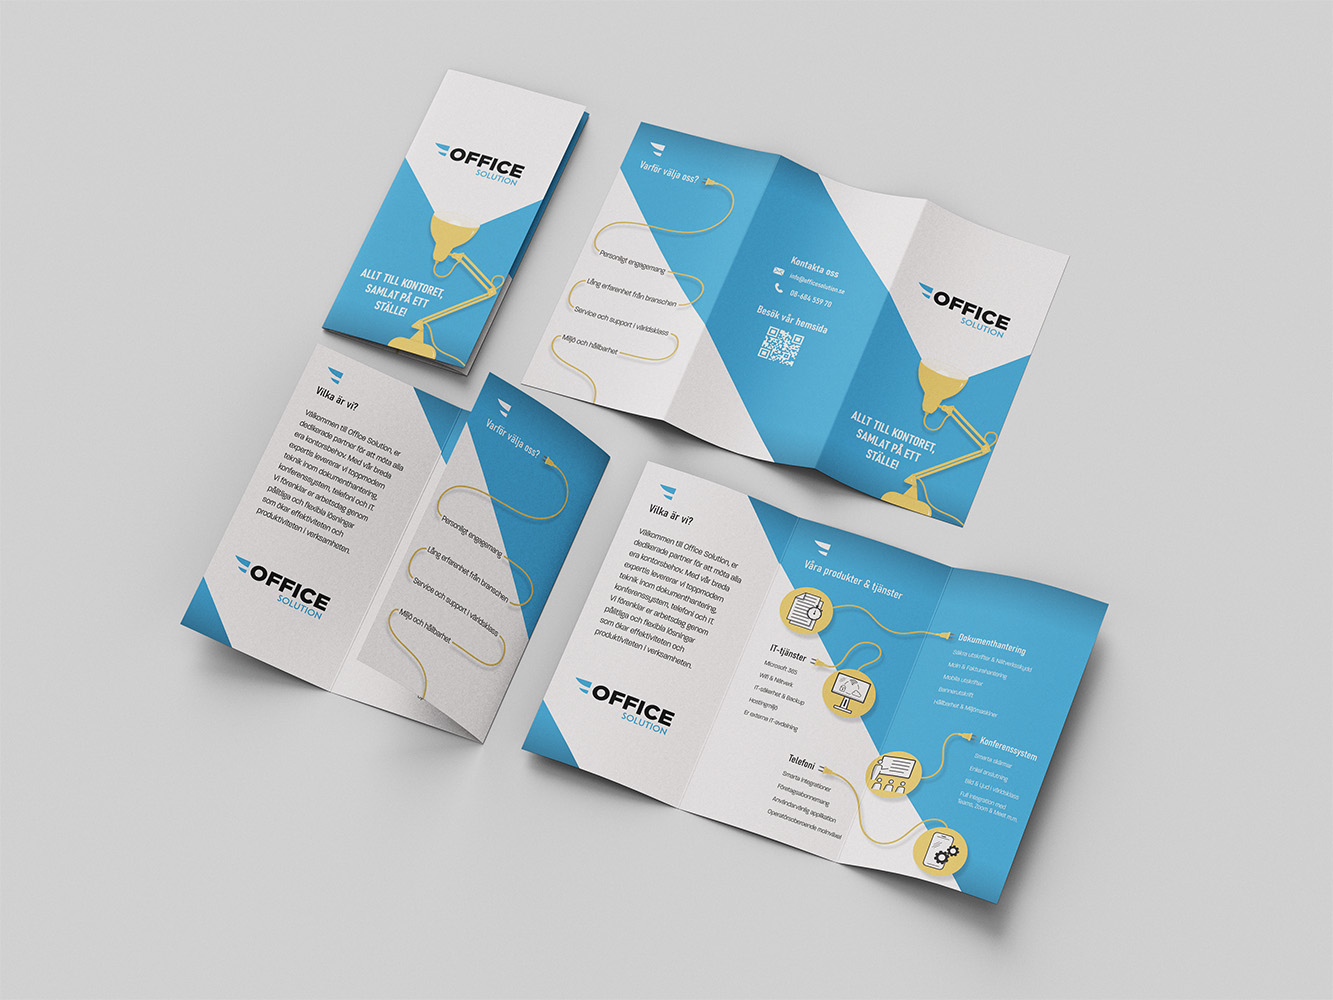 OFFICE
SOLUTION
ALLT TILL KONTORET,
SAMLAT PÅ ETT
STÄLLE!
Varför välja oss?
Personligt engagemang
Lång erfarenhet från branschen
Service och support i världsklass
Miljö och hållbarhet
Kontakta oss
info@officesolution.se
08-684 559 70
Besök vår hemsida
OFFICE
SOLUTION
ALLT TILL KONTORET,
SAMLAT PÅ ETT
STÄLLE!
Vilka är vi?
Välkommen till Office Solution, er
dedikerade partner för att möta alla
era kontorsbehov. Med vår breda
expertis levererar vi toppmodern
teknik inom dokumenthantering,
konferenssystem, telefoni och IT.
Vi förenklar er arbetsdag genom
pålitliga och flexibla lösningar
som ökar effektiviteten och
produktiviteten i verksamheten.
OFFICE
SOLUTION
Varför välja oss?
Personligt engagemang
Lång erfarenhet från branschen
Service och support i världsklass
Miljö och hållbarhet
Vilka är vi?
Välkommen till Office Solution, er
dedikerade partner för att möta alla
era kontorsbehov. Med vår breda
expertis levererar vi toppmodern
teknik inom dokumenthantering,
konferenssystem, telefoni och IT.
Vi förenklar er arbetsdag genom
pålitliga och flexibla lösningar
som ökar effektiviteten och
produktiviteten i verksamheten.
OFFICE
SOLUTION
Våra produkter & tjänster
Dokumenthantering
Säkra utskrifter & Nätverksskydd
Moln & Fakturahantering
Mobila utskrifter
Bannerutskrift
Hållbarhet & Miljömaskiner
IT-tjänster
Microsoft 365
Wifi & Nätverk
IT-säkerhet & Backup
Hostingmiljö
Er externa IT-avdelning
Konferenssystem
Smarta skärmar
Enkel anslutning
Bild & Ljud i världsklass
Full integration med
Teams, Zoom & Meet m.m.
Telefoni
Smarta integrationer
Företagsabonnemang
Användarvänlig applikation
Operatörsoberoende molnväxel